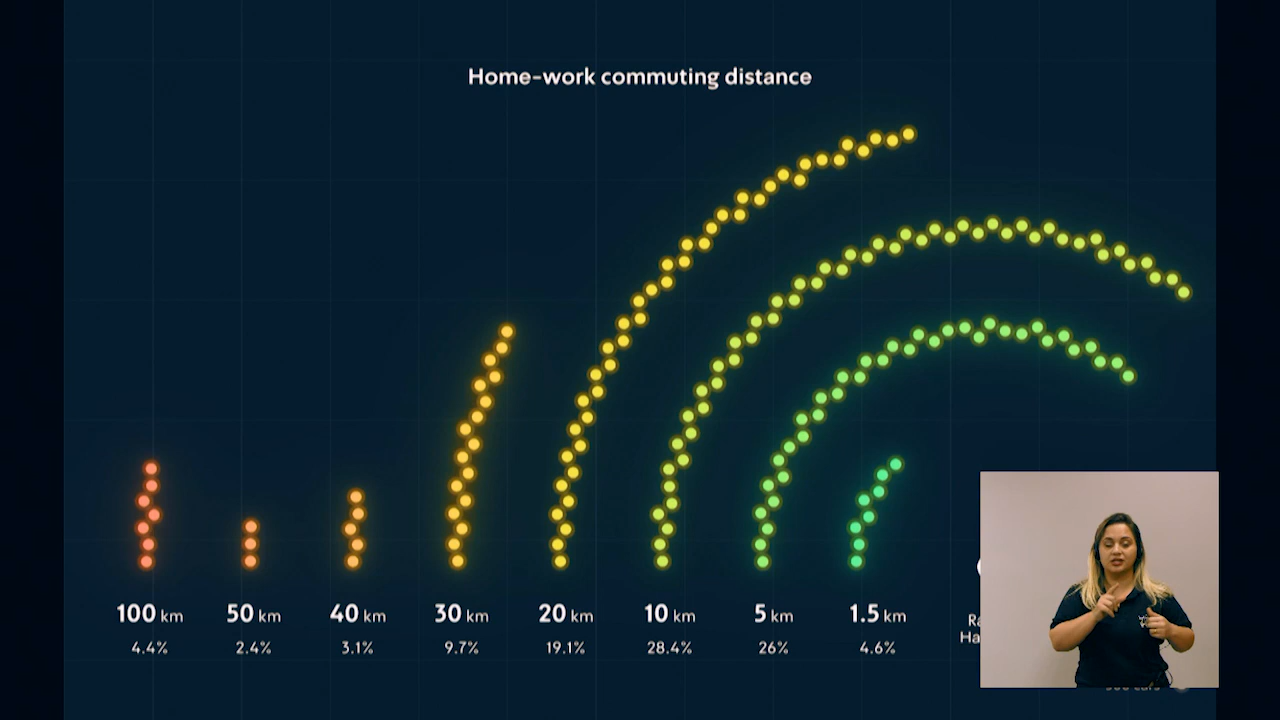 Home-work commuting distance
100 km 50 km 40 km 30 km 20 km 10 km 5 km 1.5 km
4.4% 2.4% 3.1% 9.7% 19.1% 28.4% 26% 4.6%